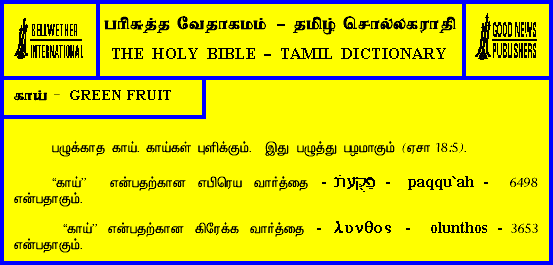 BELLWETHER
INTERNATIONAL
பரிசுத்த வேதாகமம் - தமிழ் சொல்லகராதி
THE HOLY BIBLE - TAMIL DICTIONARY
GOOD NEWS
PUBLISHERS
காய் - GREEN FRUIT
பழுக்காத காய். காய்கள் புளிக்கும். இது பழுத்து பழமாகும் (ஏசா 18:5).
“காய்” என்பதற்கான எபிரெய வார்த்தை - - paqqu`ah - 6498
என்பதாகும்.
“காய்” என்பதற்கான கிரேக்க வார்த்தை - λυνθος - olunthos - 3653
என்பதாகும்.